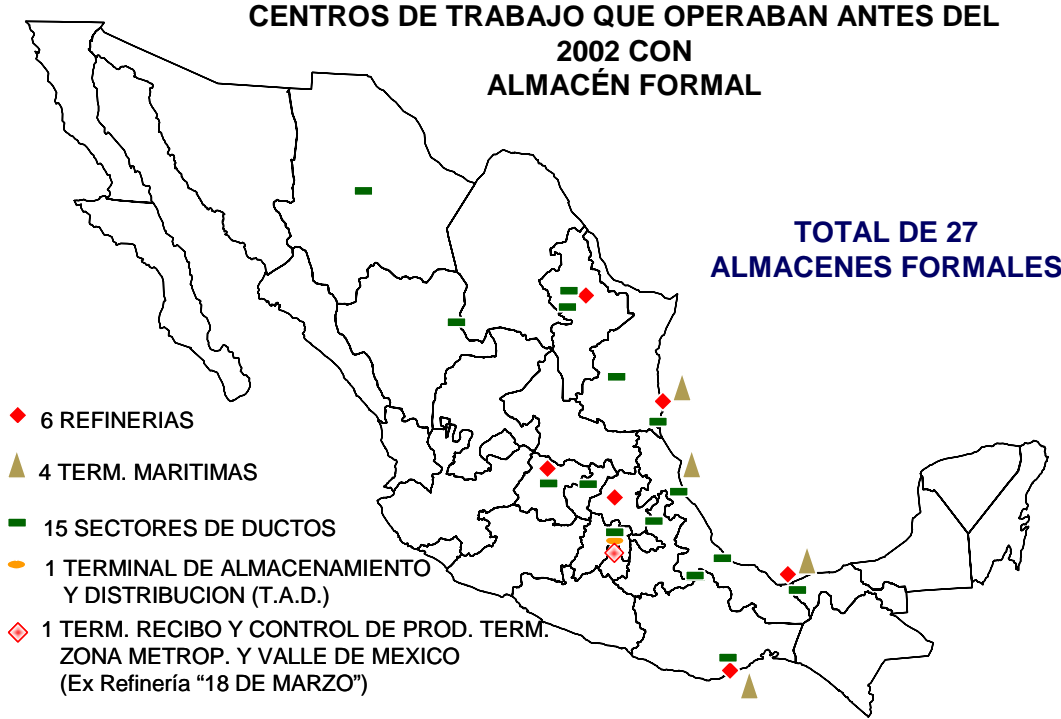 CENTROS DE TRABAJO QUE OPERABAN ANTES DEL
2002 CON
ALMACÉN FORMAL
TOTAL DE 27
ALMACENES FORMALES
6 REFINERIAS
4 TERM. MARITIMAS
15 SECTORES DE DUCTOS
1 TERMINAL DE ALMACENAMIENTO
Y DISTRIBUCION (T.A.D.)
1 TERM. RECIBO Y CONTROL DE PROD. TERM.
ZONA METROP. Y VALLE DE MEXICO
(Ex Refinería “18 DE MARZO”)